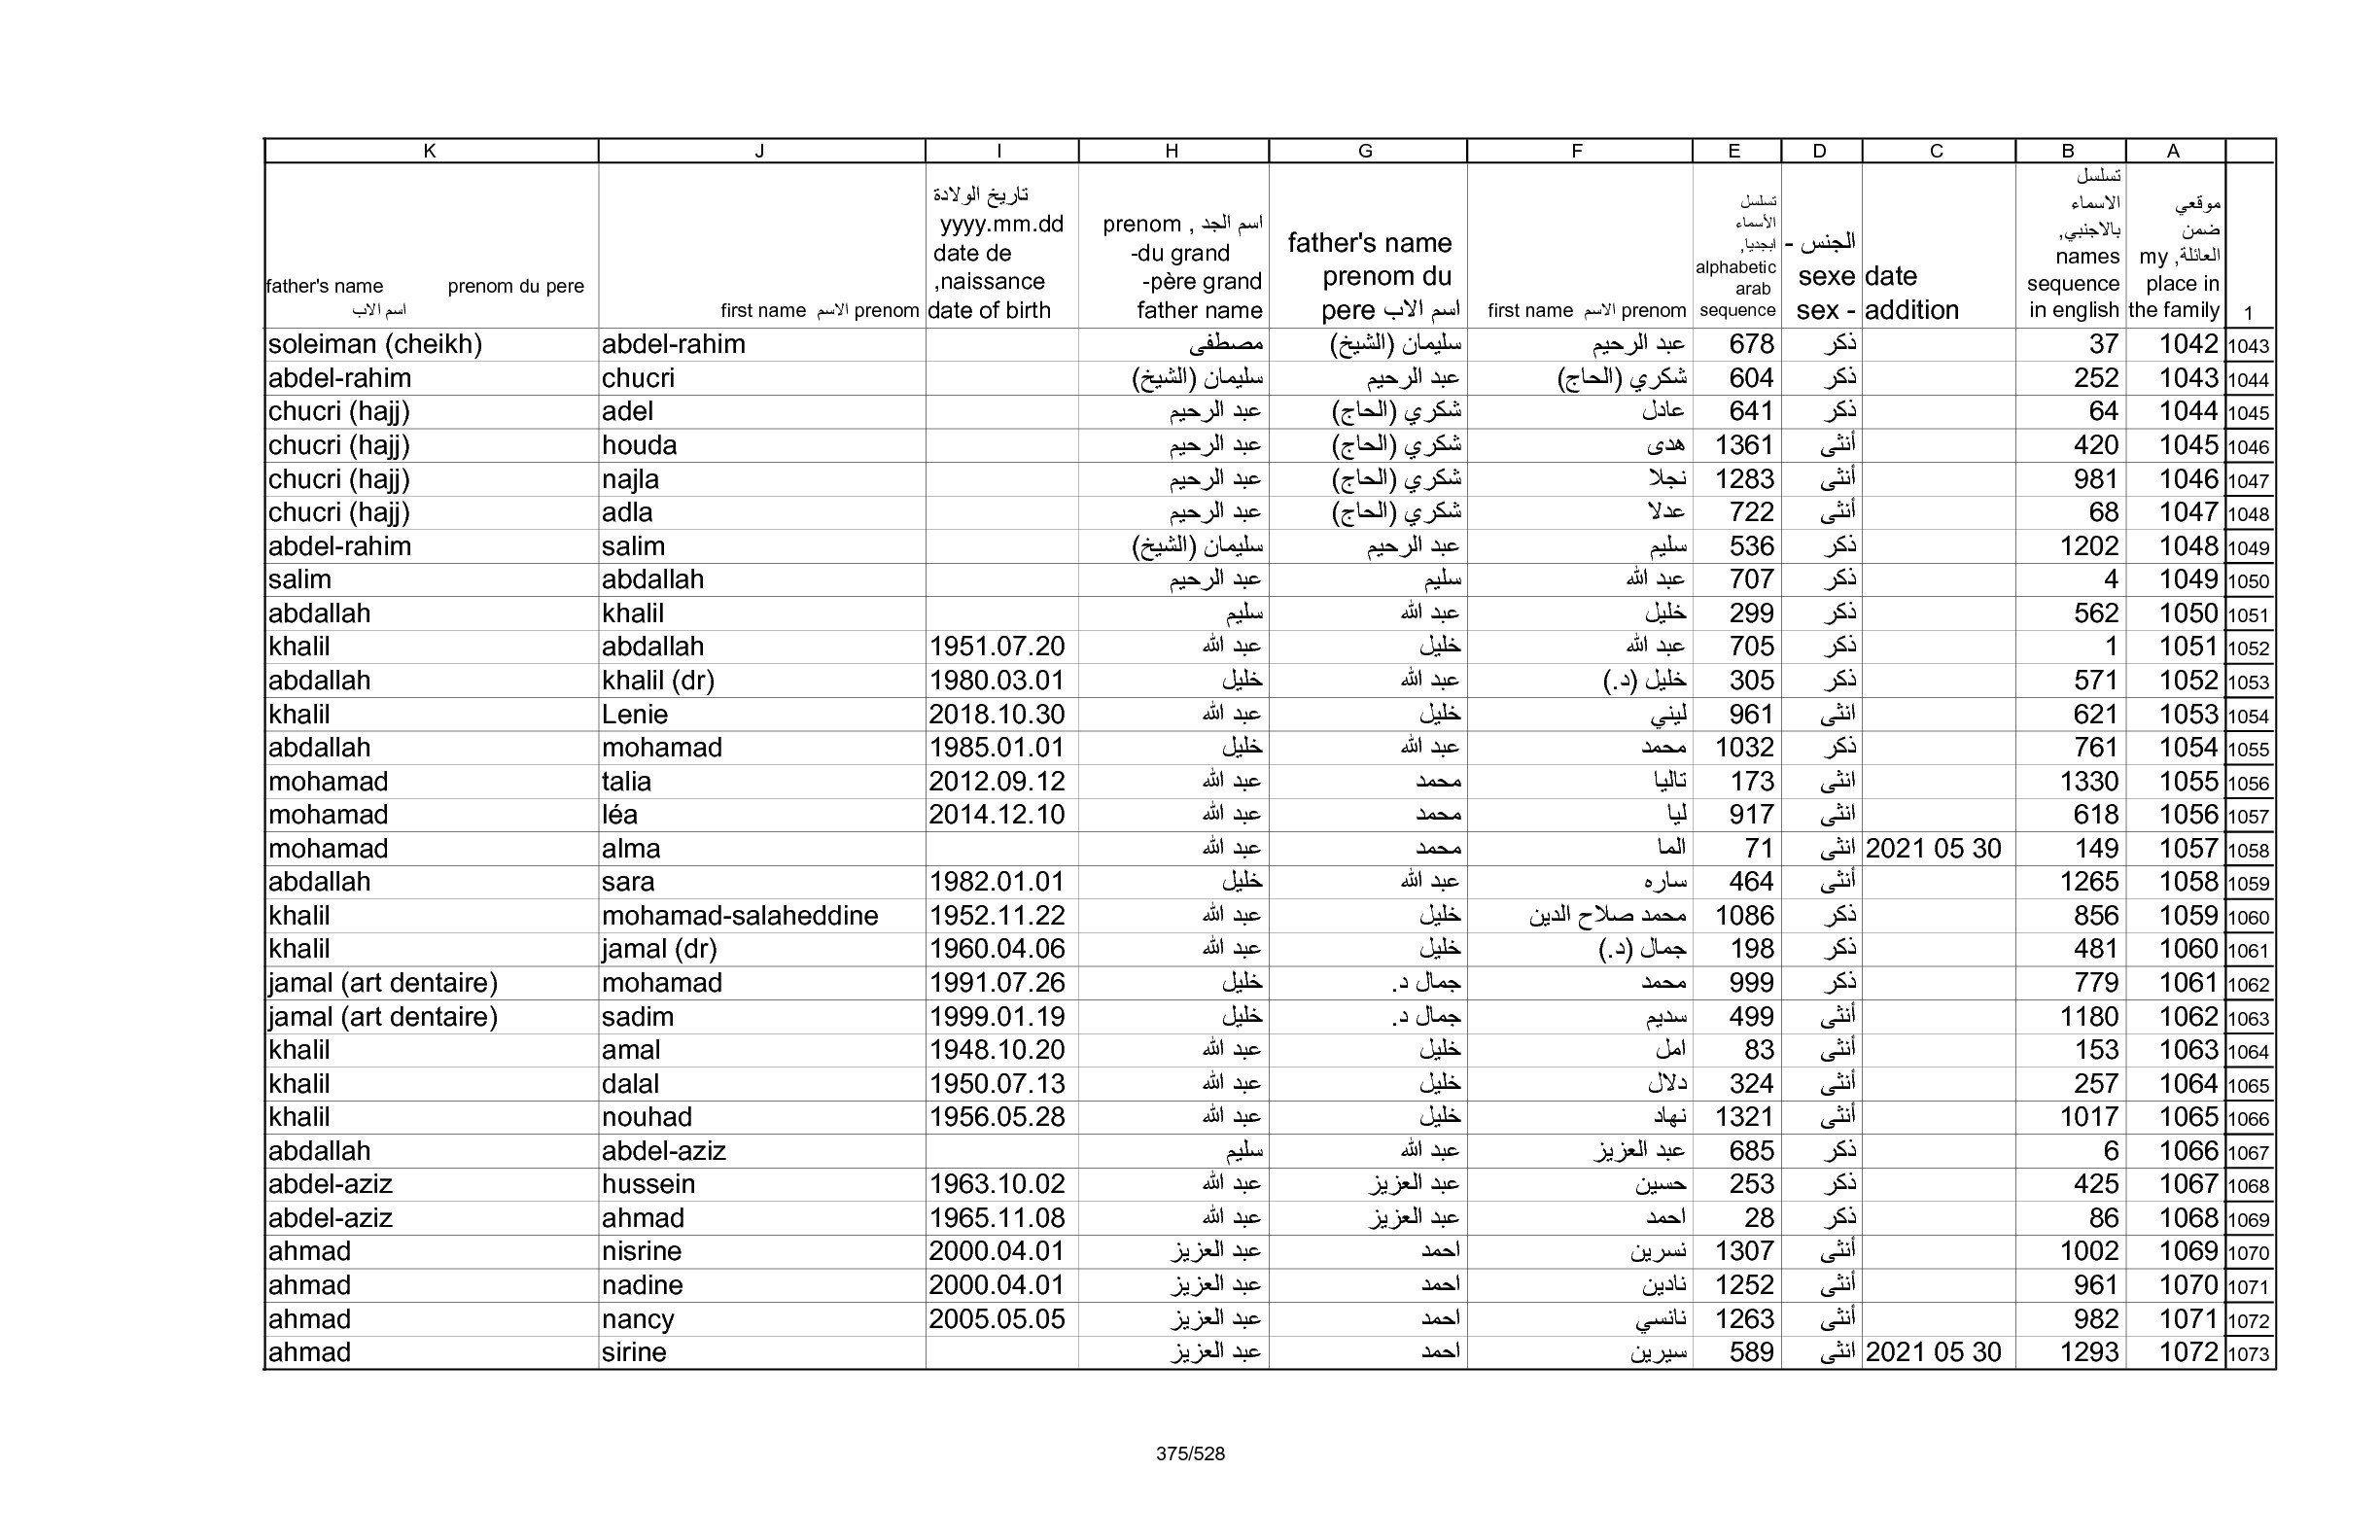 K J I H G F E D C B A
father's name prenom du pere اسم الاب
first name الاسم prenom
تاريخ الولادة yyyy.mm.dd date de naissance, date of birth
اسم الجد , prenom du grand-père grand-father name
father's name prenom du pere اسم الاب
first name الاسم prenom
تسلسل الأسماء ابجديا, alphabetic arab sequence
الجنس - sexe sex -
date addition
تسلسل الاسماء بالاجنبي, names sequence in english
موقعي ضمن العائلة, my place in the family
1
soleiman (cheikh) abdel-rahim مصطفى سليمان (الشيخ) عبد الرحيم 678 ذكر 37 1042 1043
abdel-rahim chucri سليمان (الشيخ) عبد الرحيم شكري (الحاج) 604 ذكر 252 1043 1044
chucri (hajj) adel عبد الرحيم شكري (الحاج) عادل 641 ذكر 64 1044 1045
chucri (hajj) houda عبد الرحيم شكري (الحاج) هدى 1361 أنثى 420 1045 1046
chucri (hajj) najla عبد الرحيم شكري (الحاج) نجلا 1283 أنثى 981 1046 1047
chucri (hajj) adla عبد الرحيم شكري (الحاج) عدلا 722 أنثى 68 1047 1048
abdel-rahim salim سليمان (الشيخ) عبد الرحيم سليم 536 ذكر 1202 1048 1049
salim abdallah عبد الرحيم سليم عبد الله 707 ذكر 4 1049 1050
abdallah khalil سليم عبد الله خليل 299 ذكر 562 1050 1051
khalil abdallah 1951.07.20 عبد الله خليل عبد الله 705 ذكر 1 1051 1052
abdallah khalil (dr) 1980.03.01 خليل عبد الله خليل (د.) 305 ذكر 571 1052 1053
khalil Lenie 2018.10.30 عبد الله خليل ليني 961 انثى 621 1053 1054
abdallah mohamad 1985.01.01 خليل عبد الله محمد 1032 ذكر 761 1054 1055
mohamad talia 2012.09.12 عبد الله محمد تاليا 173 انثى 1330 1055 1056
mohamad léa 2014.12.10 عبد الله محمد ليا 917 انثى 618 1056 1057
mohamad alma عبد الله محمد الما 71 انثى 2021 05 30 149 1057 1058
abdallah sara 1982.01.01 خليل عبد الله ساره 464 أنثى 1265 1058 1059
khalil mohamad-salaheddine 1952.11.22 عبد الله خليل محمد صلاح الدين 1086 ذكر 856 1059 1060
khalil jamal (dr) 1960.04.06 عبد الله خليل جمال (د.) 198 ذكر 481 1060 1061
jamal (art dentaire) mohamad 1991.07.26 خليل جمال د. محمد 999 ذكر 779 1061 1062
jamal (art dentaire) sadim 1999.01.19 خليل جمال د. سديم 499 أنثى 1180 1062 1063
khalil amal 1948.10.20 عبد الله خليل امل 83 أنثى 153 1063 1064
khalil dalal 1950.07.13 عبد الله خليل دلال 324 أنثى 257 1064 1065
khalil nouhad 1956.05.28 عبد الله خليل نهاد 1321 أنثى 1017 1065 1066
abdallah abdel-aziz سليم عبد الله عبد العزيز 685 ذكر 6 1066 1067
abdel-aziz hussein 1963.10.02 عبد الله عبد العزيز حسين 253 ذكر 425 1067 1068
abdel-aziz ahmad 1965.11.08 عبد الله عبد العزيز احمد 28 ذكر 86 1068 1069
ahmad nisrine 2000.04.01 عبد العزيز احمد نسرين 1307 أنثى 1002 1069 1070
ahmad nadine 2000.04.01 عبد العزيز احمد نادين 1252 أنثى 961 1070 1071
ahmad nancy 2005.05.05 عبد العزيز احمد نانسي 1263 أنثى 982 1071 1072
ahmad sirine عبد العزيز احمد سيرين 589 انثى 2021 05 30 1293 1072 1073
375/528